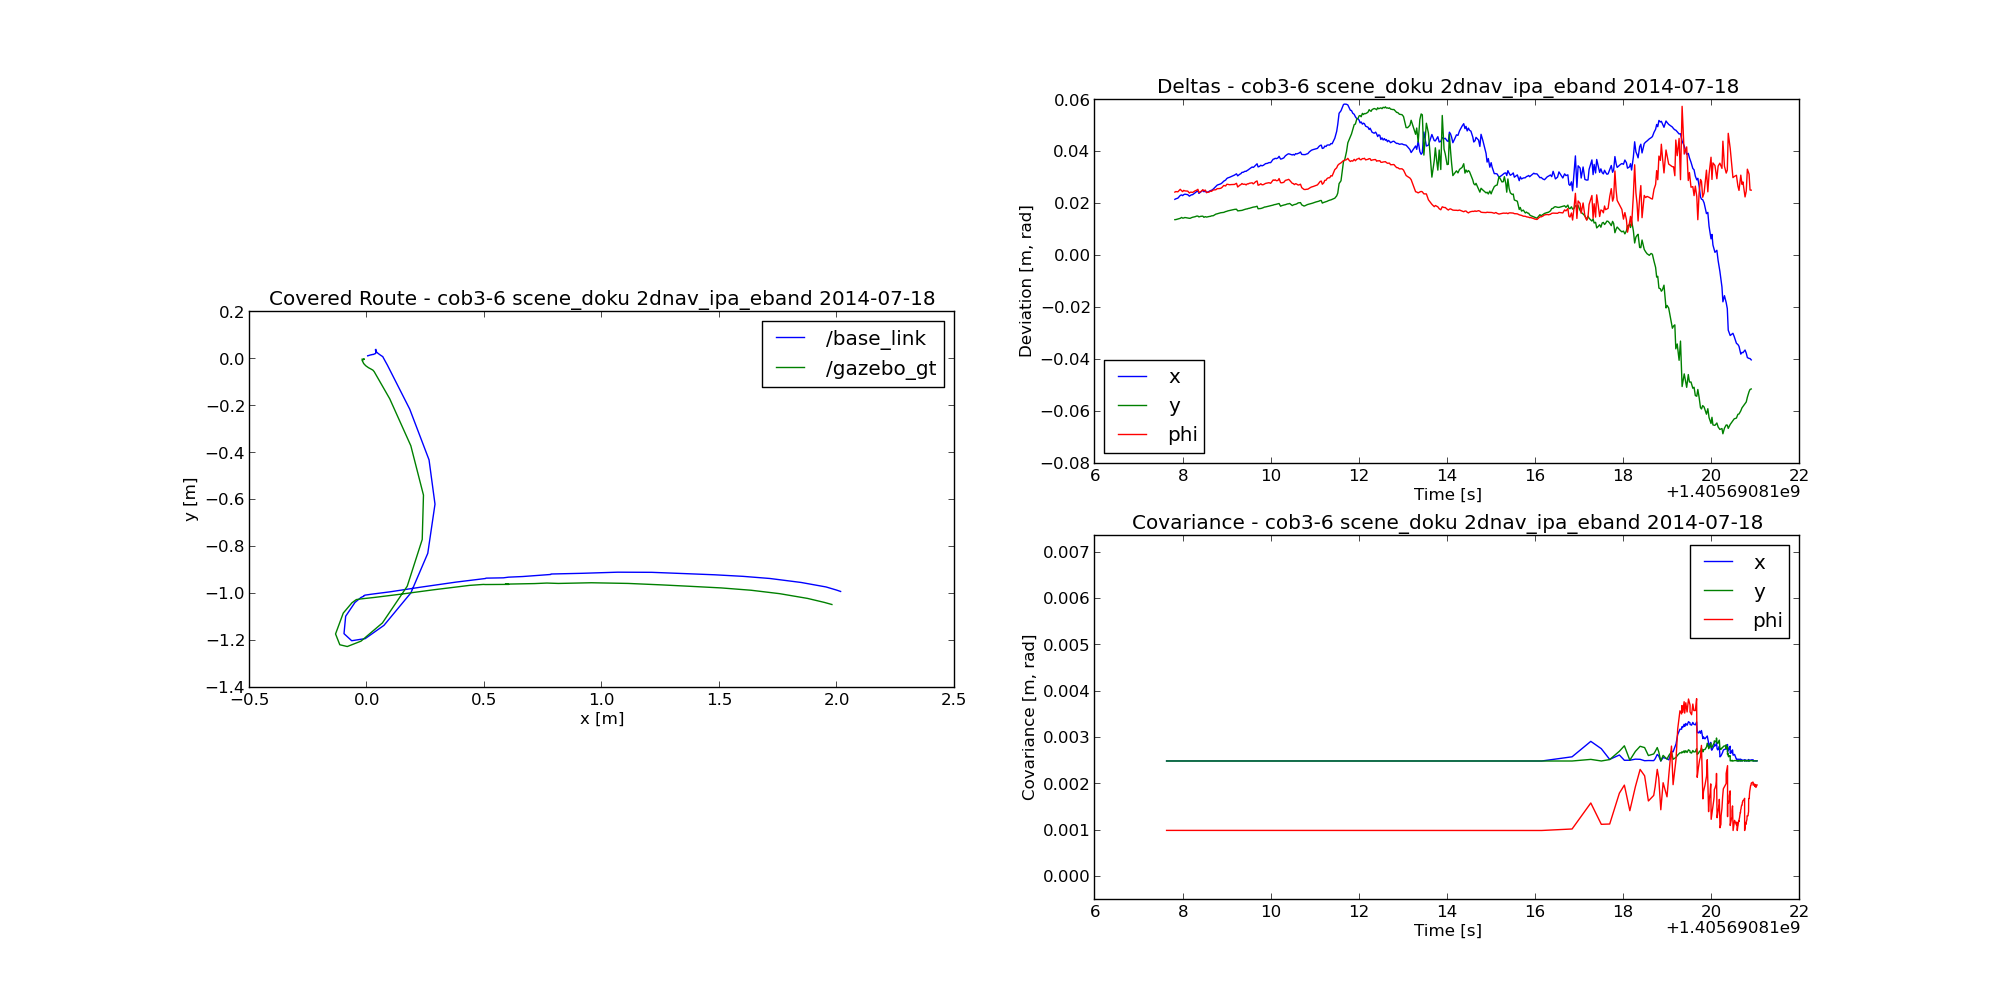 Covered Route - cob3-6 scene_doku 2dnav_ipa_eband 2014-07-18
0.2
0.0
−0.2
−0.4
−0.6
−0.8
−1.0
−1.2
−1.4
y [m]
/base_link
/gazebo_gt
−0.5 0.0 0.5 1.0 1.5 2.0 2.5
x [m]
Deltas - cob3-6 scene_doku 2dnav_ipa_eband 2014-07-18
0.06
0.04
0.02
0.00
−0.02
−0.04
−0.06
−0.08
Deviation [m, rad]
x
y
phi
6 8 10 12 14 16 18 20 22
Time [s]
+1.40569081e9
Covariance - cob3-6 scene_doku 2dnav_ipa_eband 2014-07-18
0.007
0.006
0.005
0.004
0.003
0.002
0.001
0.000
Covariance [m, rad]
x
y
phi
6 8 10 12 14 16 18 20 22
Time [s]
+1.40569081e9